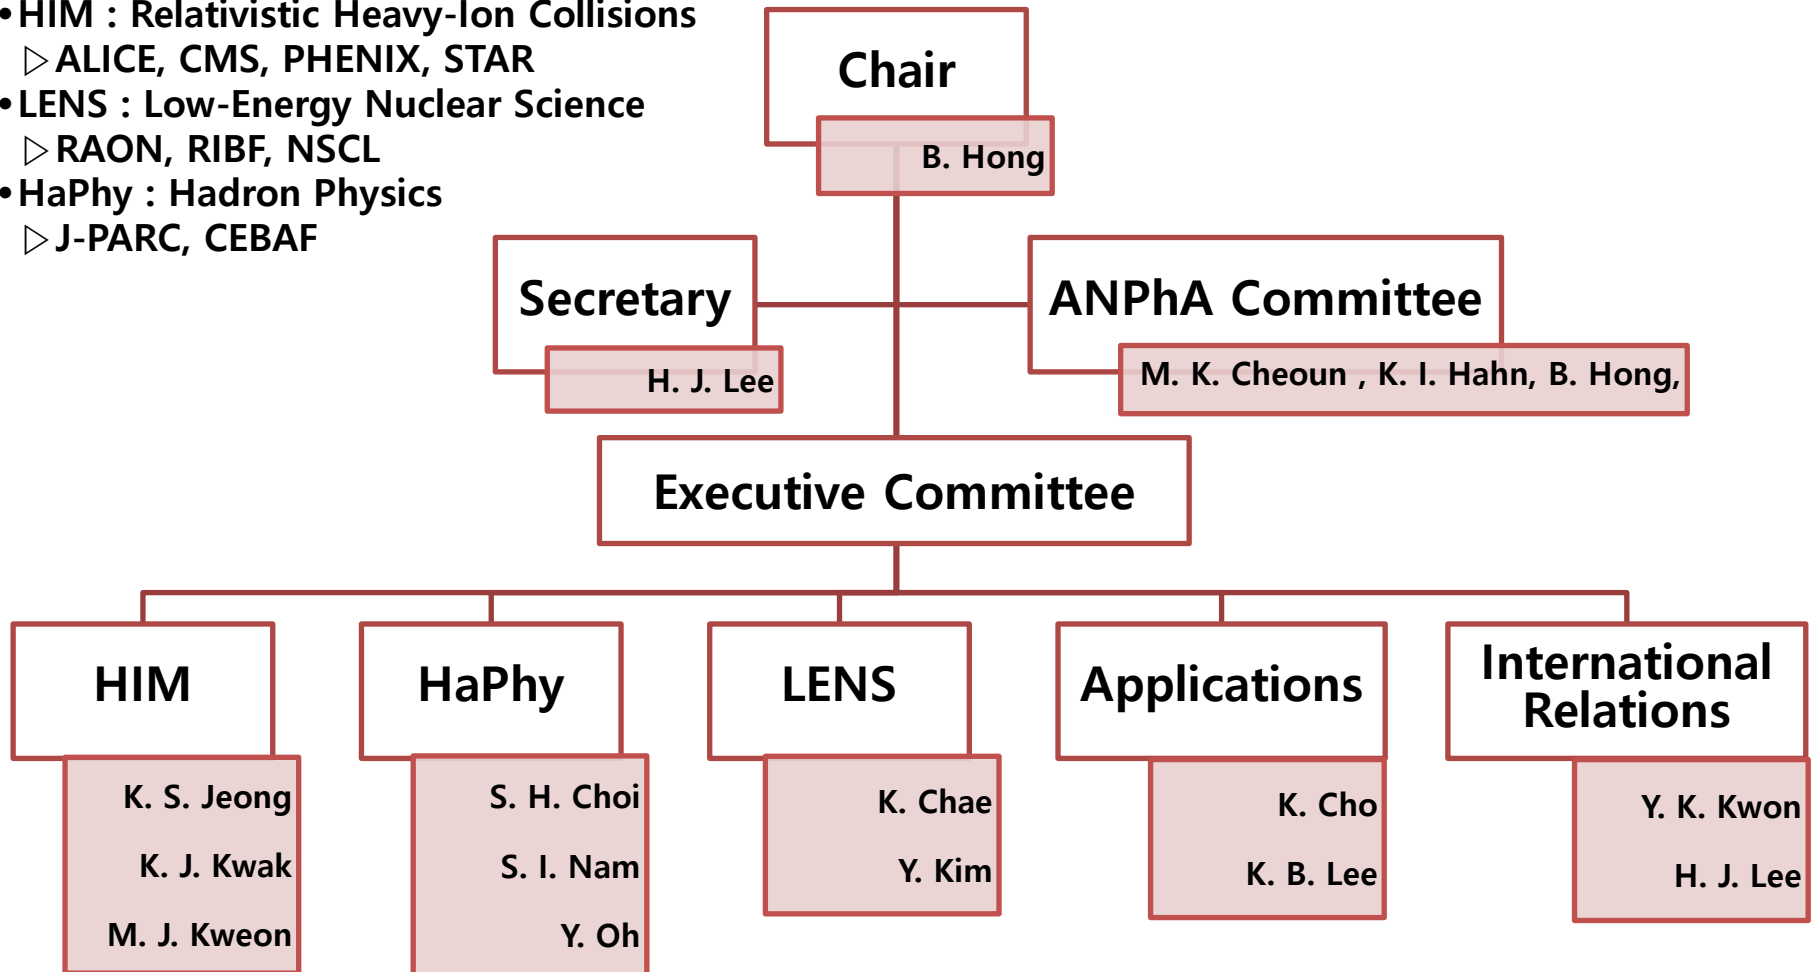 •HIM : Relativistic Heavy-Ion Collisions
▷ALICE, CMS, PHENIX, STAR
•LENS : Low-Energy Nuclear Science
▷RAON, RIBF, NSCL
•HaPhy : Hadron Physics
▷J-PARC, CEBAF
Chair
B. Hong
Secretary
H. J. Lee
ANPhA Committee
M. K. Cheoun , K. I. Hahn, B. Hong,
Executive Committee
HIM
K. S. Jeong
K. J. Kwak
M. J. Kweon
HaPhy
S. H. Choi
S. I. Nam
Y. Oh
LENS
K. Chae
Y. Kim
Applications
K. Cho
K. B. Lee
International
Relations
Y. K. Kwon
H. J. Lee